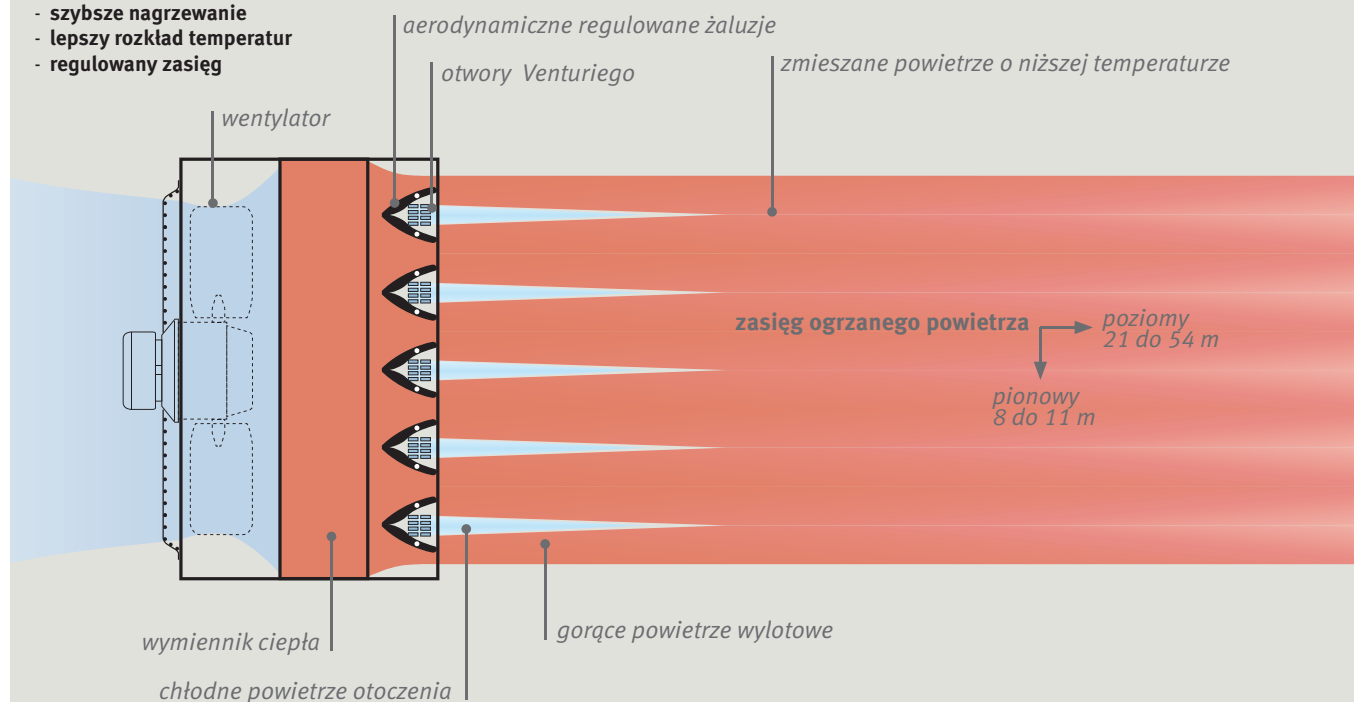 - szybsze nagrzewanie
- lepszy rozkład temperatur
- regulowany zasięg
aerodynamiczne regulowane żaluzje
otwory Venturiego
zmieszane powietrze o niższej temperaturze
wentylator
zasięg ogrzanego powietrza
poziomy
21 do 54 m
pionowy
8 do 11 m
wymiennik ciepła
gorące powietrze wylotowe
chłodne powietrze otoczenia